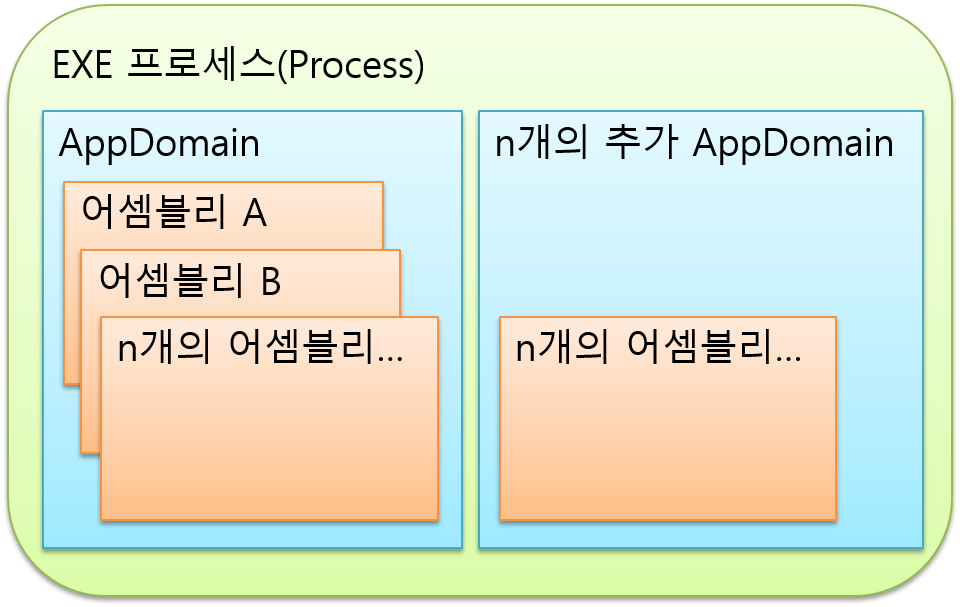 EXE 프로세스(Process)
AppDomain
어셈블리 A
어셈블리 B
n개의 어셈블리...
n개의 추가 AppDomain
n개의 어셈블리...